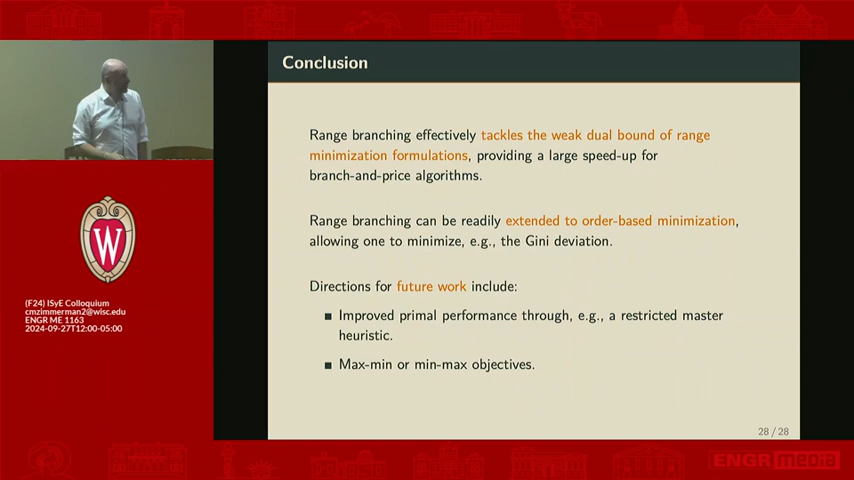 Conclusion
Range branching effectively tackles the weak dual bound of range
minimization formulations, providing a large speed-up for
branch-and-price algorithms.
Range branching can be readily extended to order-based minimization,
allowing one to minimize, e.g., the Gini deviation.
Directions for future work include:
Improved primal performance through, e.g., a restricted master
heuristic.
Max-min or min-max objectives.
28 / 28
W
(F24) ISyE Colloquium
cmzimmerman2@wisc.edu
ENGR ME 1163
2024-09-27T12:00-05:00
ENGR media